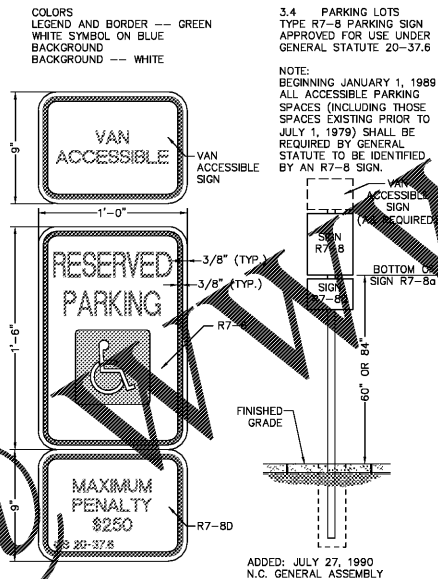 COLORS
LEGEND AND BORDER -- GREEN
WHITE SYMBOL ON BLUE
BACKGROUND
BACKGROUND -- WHITE
3.4 PARKING LOTS
TYPE R7-8 PARKING SIGN
APPROVED FOR USE UNDER
GENERAL STATUTE 20-37.6
NOTE:
BEGINNING JANUARY 1, 1989
ALL ACCESSIBLE PARKING
SPACES (INCLUDING THOSE
SPACES EXISTING PRIOR TO
JULY 1, 1979) SHALL BE
REQUIRED BY GENERAL
STATUTE TO BE IDENTIFIED
BY AN R7-8 SIGN.
9"
VAN
ACCESSIBLE
VAN
ACCESSIBLE
SIGN
1'-0"
1'-6"
RESERVED
PARKING
3/8" (TYP.)
3/8" (TYP.)
9"
MAXIMUM
PENALTY
$250
GS 20-37.6
R7-8D
VAN
ACCESSIBLE
SIGN
REQUIRED)
SIGN
R7-8
SIGN
BOTTOM
SIGN R7-8a
60" OR 84"
FINISHED
GRADE
ADDED: JULY 27, 1990
N.C. GENERAL ASSEMBLY